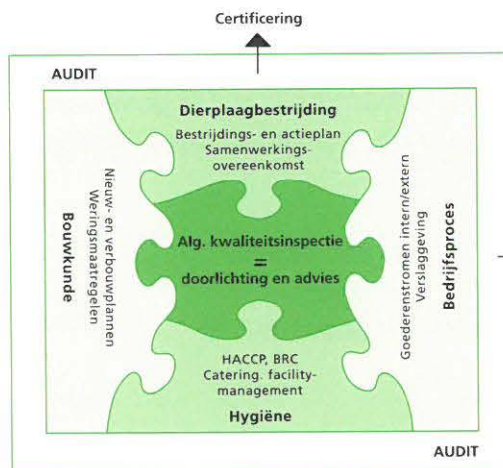 Certificering
AUDIT
Dierplaagbestrijding
Bestrijdings- en actieplan
Samenwerkings-
overeenkomst
Bouwkunde
Nieuw- en verbouwplannen
Weringsmaatregelen
Alg. kwaliteitsinspectie
=
doorlichting en advies
Goederenstromen intern/extern
Verslaggeving
Bedrijfsproces
HACCP, BRC
Catering. facility-
management
Hygiëne
AUDIT